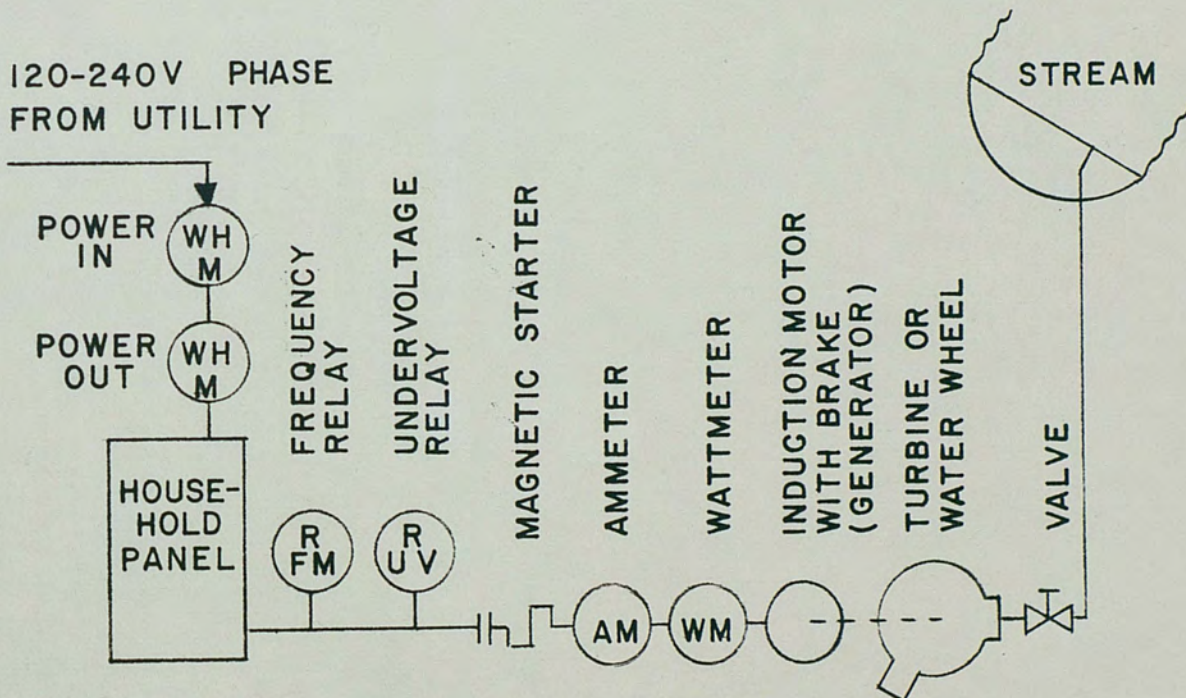 120-240V PHASE
FROM UTILITY
STREAM
POWER
IN
WH
M
POWER
OUT
WH
M
HOUSE-
HOLD
PANEL
FREQUENCY
RELAY
UNDERVOLTAGE
RELAY
MAGNETIC STARTER
AMMETER
WATTMETER
INDUCTION MOTOR
WITH BRAKE
(GENERATOR)
TURBINE OR
WATER WHEEL
VALVE
R
FM
R
UV
AM
WM